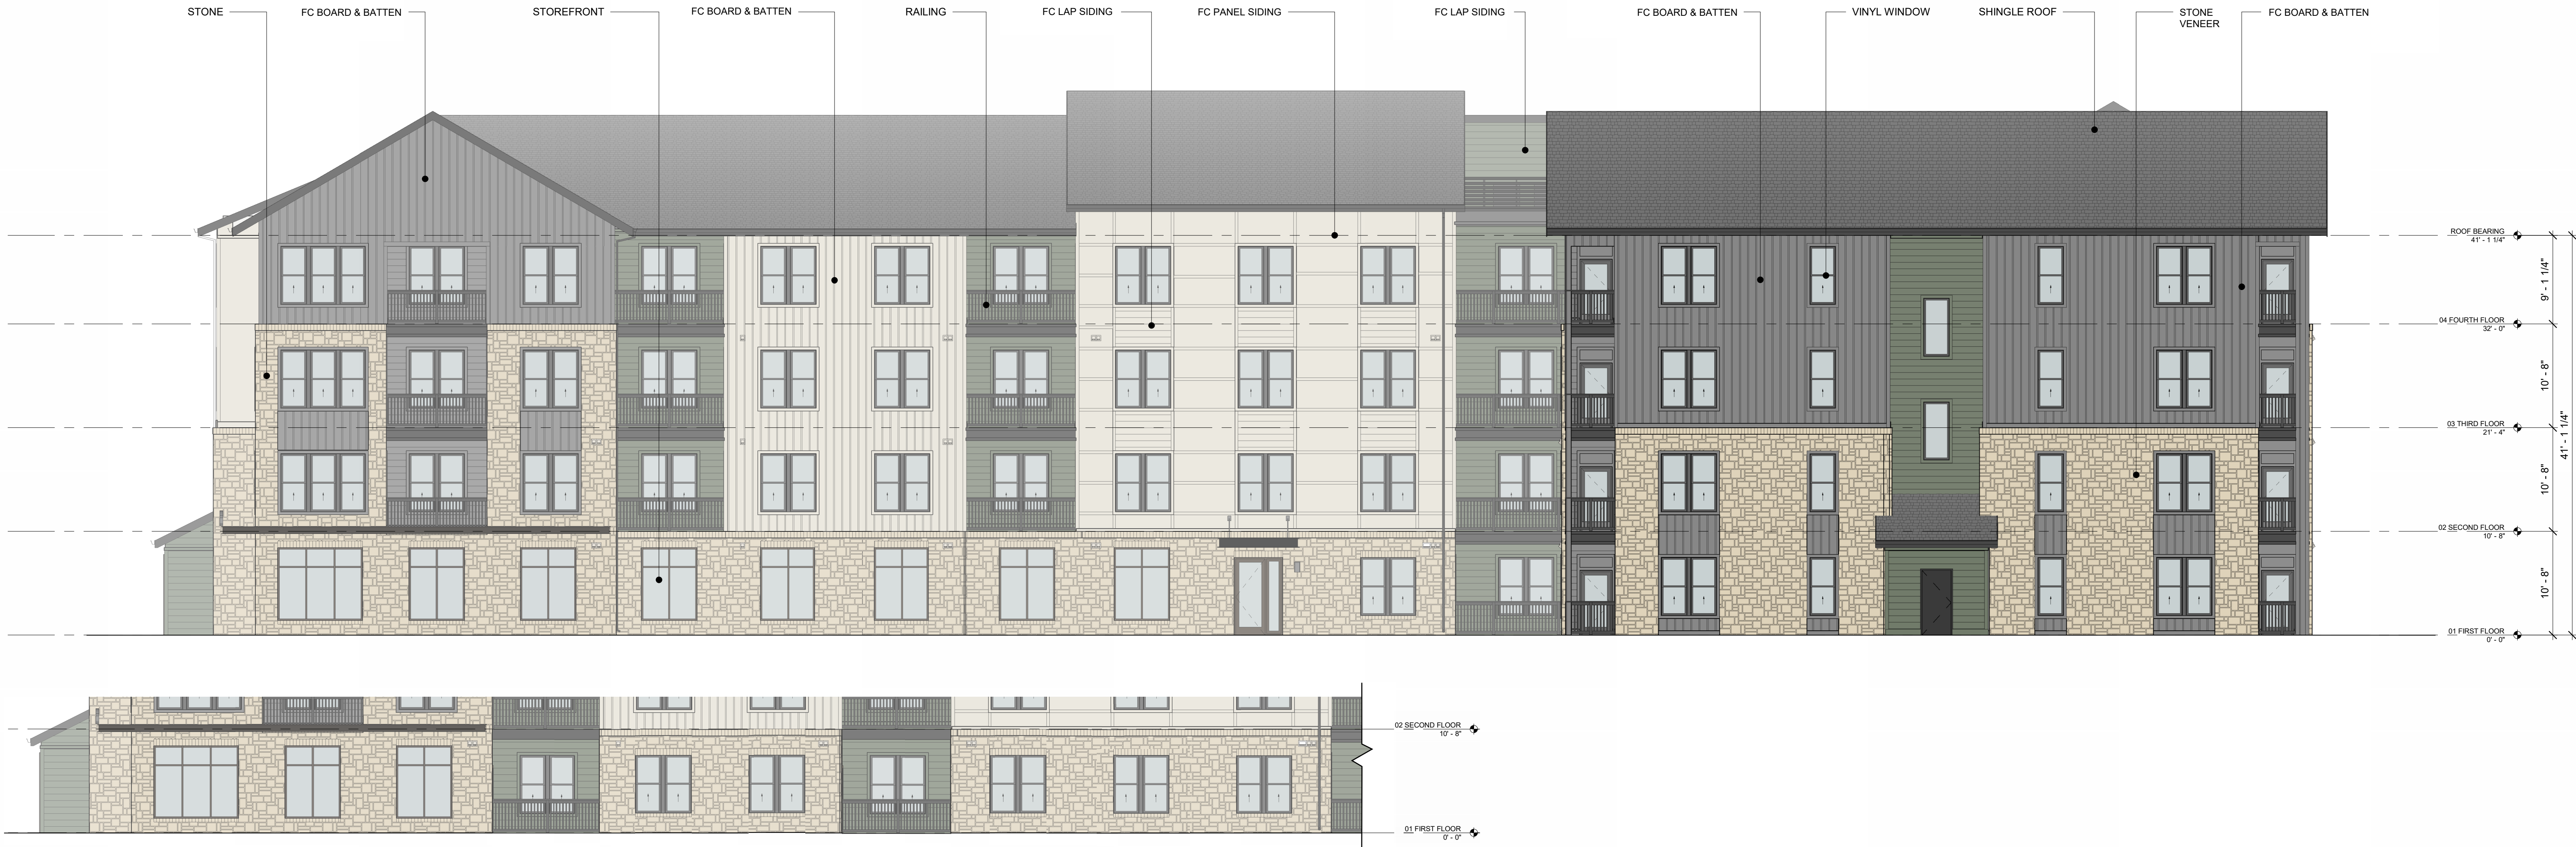 STONE
FC BOARD & BATTEN
STOREFRONT
FC BOARD & BATTEN
RAILING
FC LAP SIDING
FC PANEL SIDING
FC LAP SIDING
FC BOARD & BATTEN
VINYL WINDOW
SHINGLE ROOF
STONE
VENEER
FC BOARD & BATTEN
ROOF BEARING
41' - 1 1/4"
9' - 1 1/4"
04 FOURTH FLOOR
32' - 0"
10' - 8"
41' - 1 1/4"
03 THIRD FLOOR
21' - 4"
10' - 8"
02 SECOND FLOOR
10' - 8"
10' - 8"
01 FIRST FLOOR
0' - 0"
02 SECOND FLOOR
10' - 8"
01 FIRST FLOOR
0' - 0"